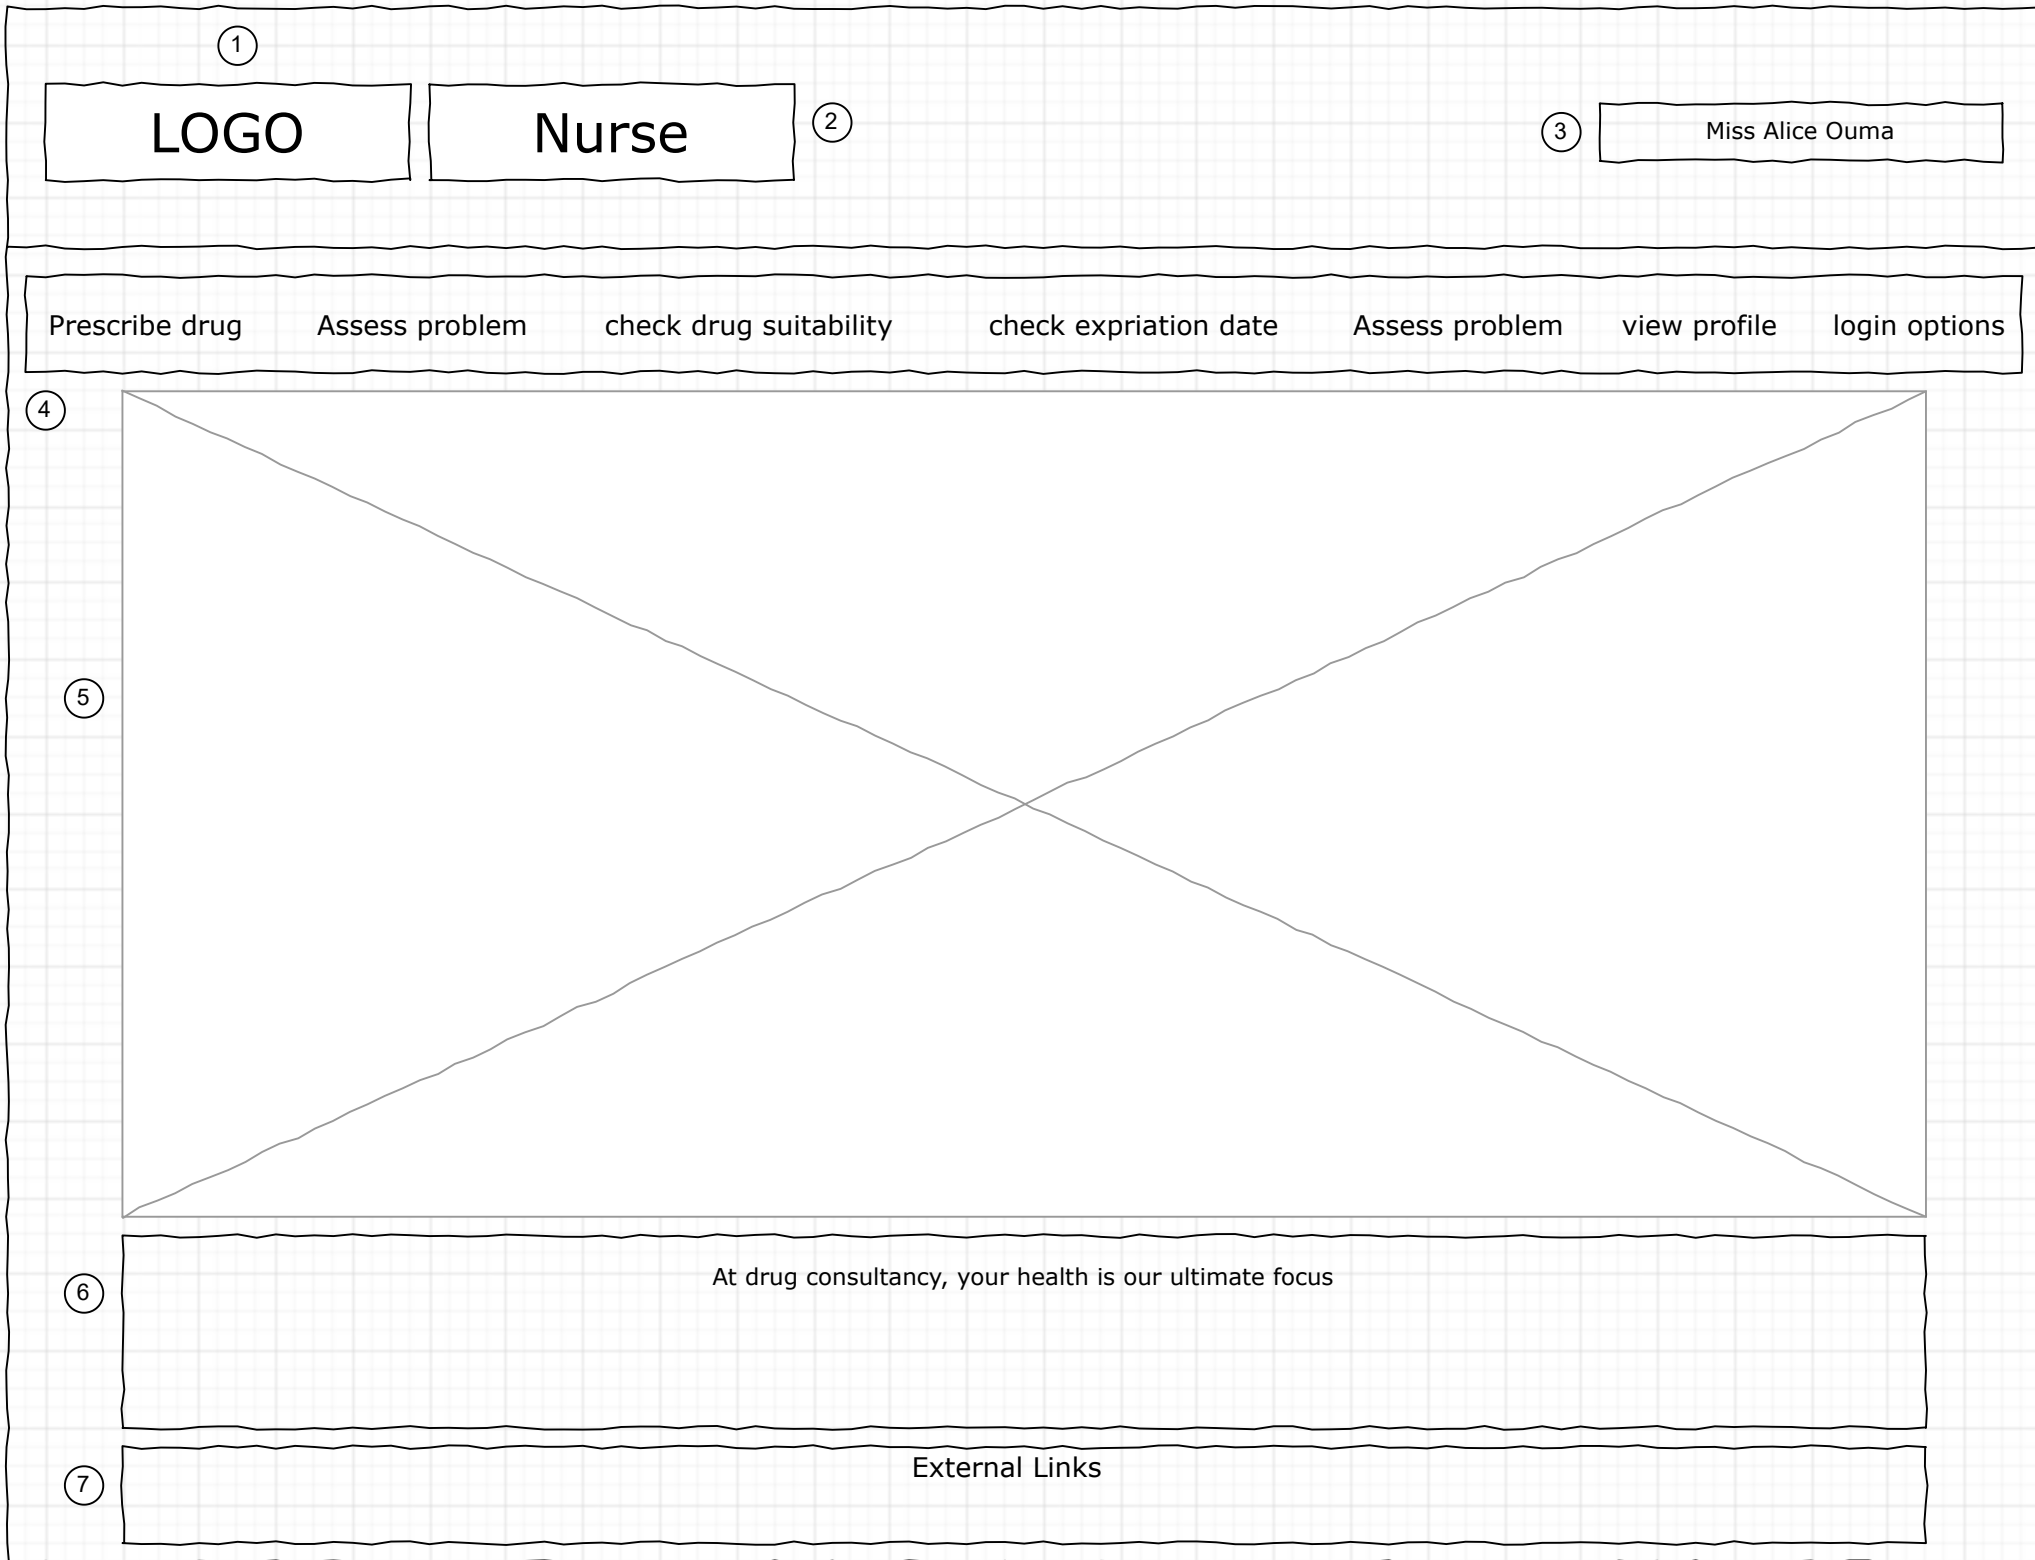 1
LOGO
Nurse
2
3
Miss Alice Ouma
Prescribe drug
Assess problem
check drug suitability
check expriation date
Assess problem
view profile
login options
4
5
6
At drug consultancy, your health is our ultimate focus
7
External Links